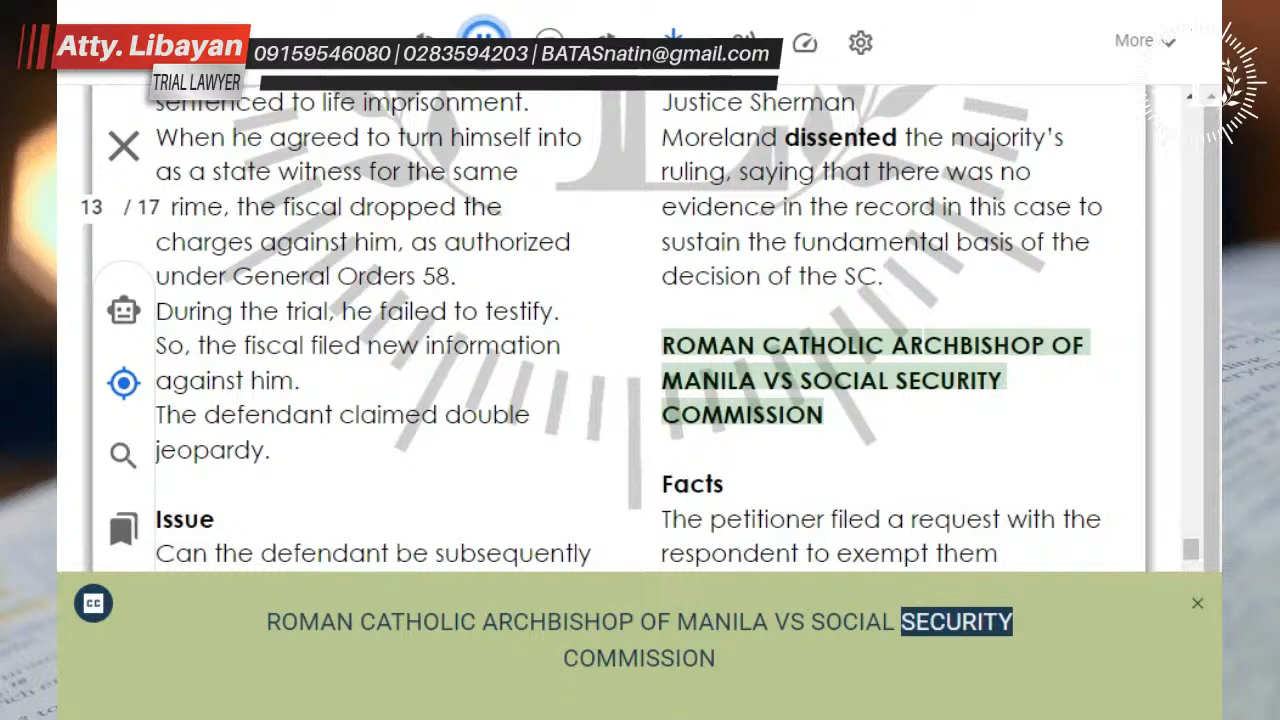 Atty. Libayan
TRIAL LAWYER
09159546080 | 0283594203 | BATASnatin@gmail.com
More
13 / 17
sentenced to life imprisonment.
When he agreed to turn himself into
as a state witness for the same
rime, the fiscal dropped the
charges against him, as authorized
under General Orders 58.
During the trial, he failed to testify.
So, the fiscal filed new information
against him.
The defendant claimed double
jeopardy.
Issue
Can the defendant be subsequently
Justice Sherman
Moreland dissented the majority’s
ruling, saying that there was no
evidence in the record in this case to
sustain the fundamental basis of the
decision of the SC.
ROMAN CATHOLIC ARCHBISHOP OF
MANILA VS SOCIAL SECURITY
COMMISSION
Facts
The petitioner filed a request with the
respondent to exempt them
CC
ROMAN CATHOLIC ARCHBISHOP OF MANILA VS SOCIAL SECURITY
COMMISSION